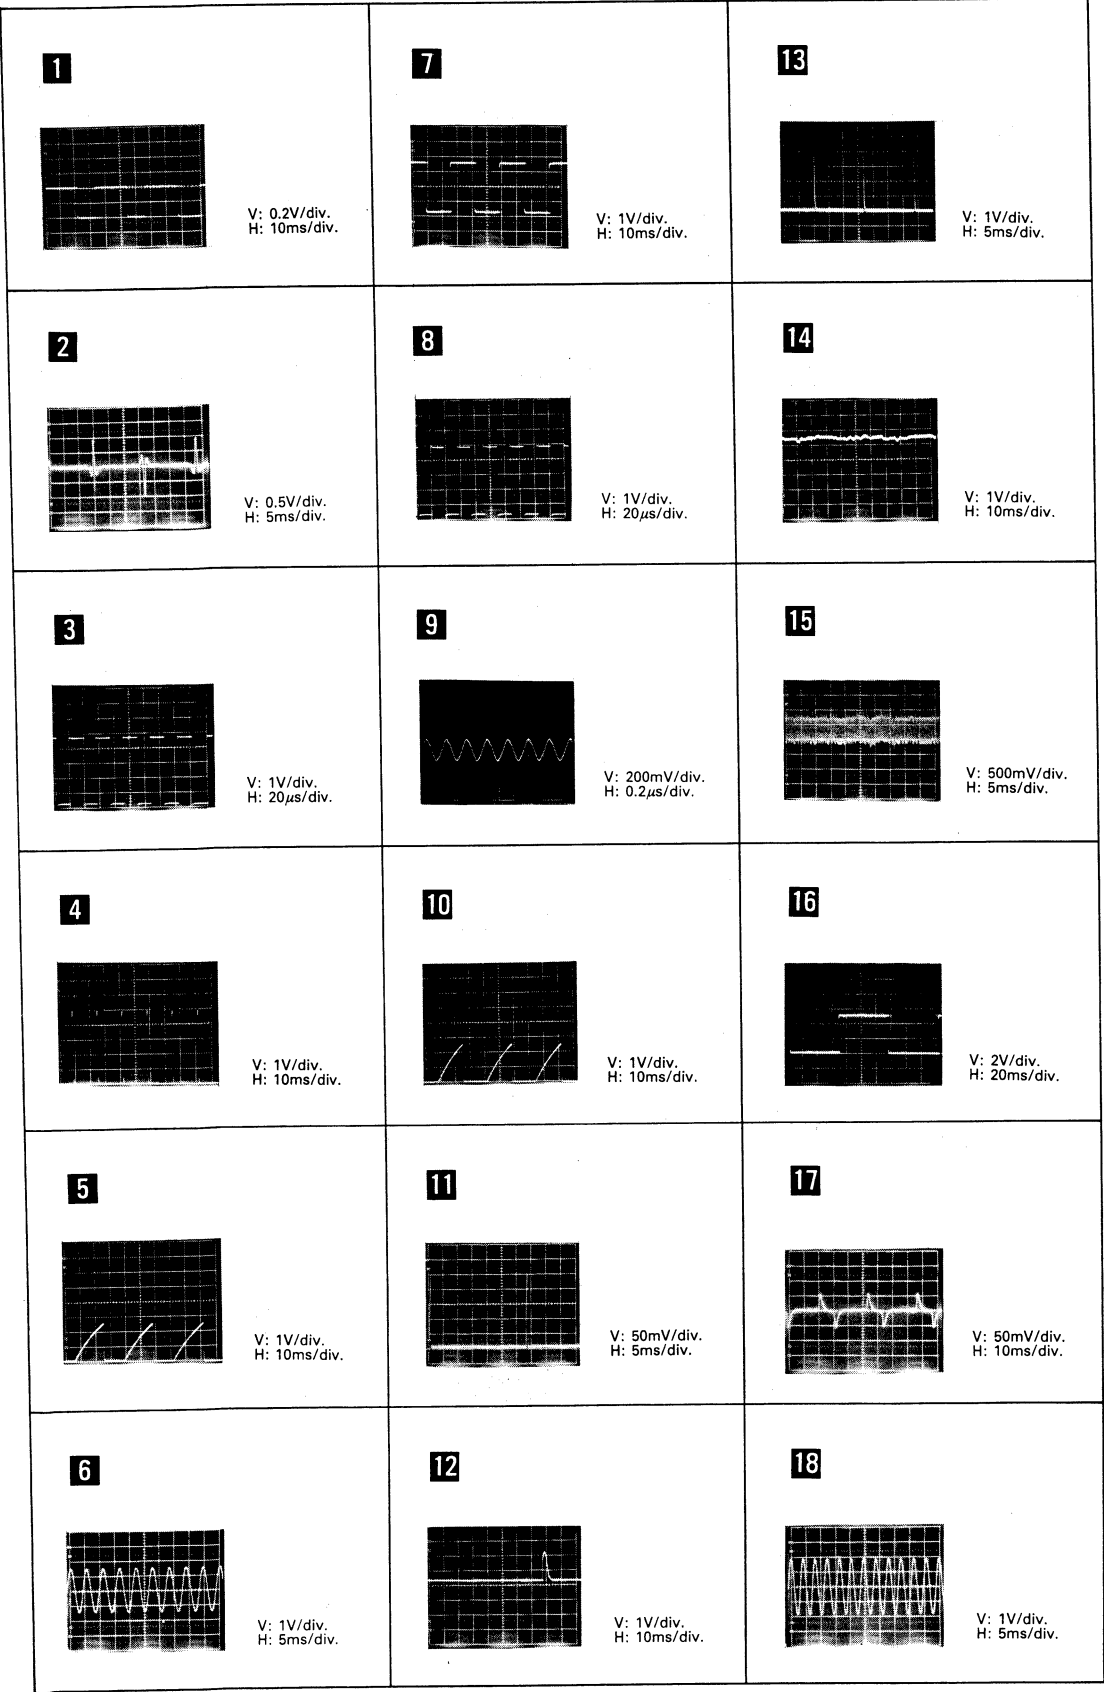 1
V: 0.2V/div.
H: 10ms/div.
7
V: 1V/div.
H: 10ms/div.
13
V: 1V/div.
H: 5ms/div.
2
V: 0.5V/div.
H: 5ms/div.
8
V: 1V/div.
H: 20μs/div.
14
V: 1V/div.
H: 10ms/div.
3
V: 1V/div.
H: 20μs/div.
9
V: 200mV/div.
H: 0.2μs/div.
15
V: 500mV/div.
H: 5ms/div.
4
V: 1V/div.
H: 10ms/div.
10
V: 1V/div.
H: 10ms/div.
16
V: 2V/div.
H: 20ms/div.
5
V: 1V/div.
H: 10ms/div.
11
V: 50mV/div.
H: 5ms/div.
17
V: 50mV/div.
H: 10ms/div.
6
V: 1V/div.
H: 5ms/div.
12
V: 1V/div.
H: 10ms/div.
18
V: 1V/div.
H: 5ms/div.